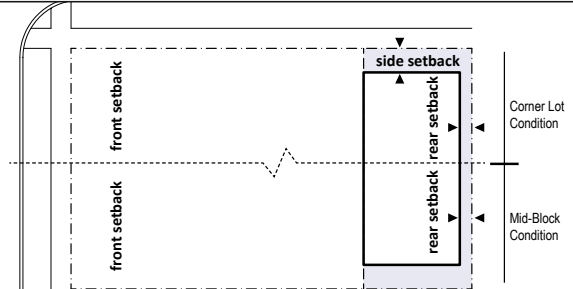 side setback
front setback
rear setback
Corner Lot
Condition
front setback
rear setback
Mid-Block
Condition